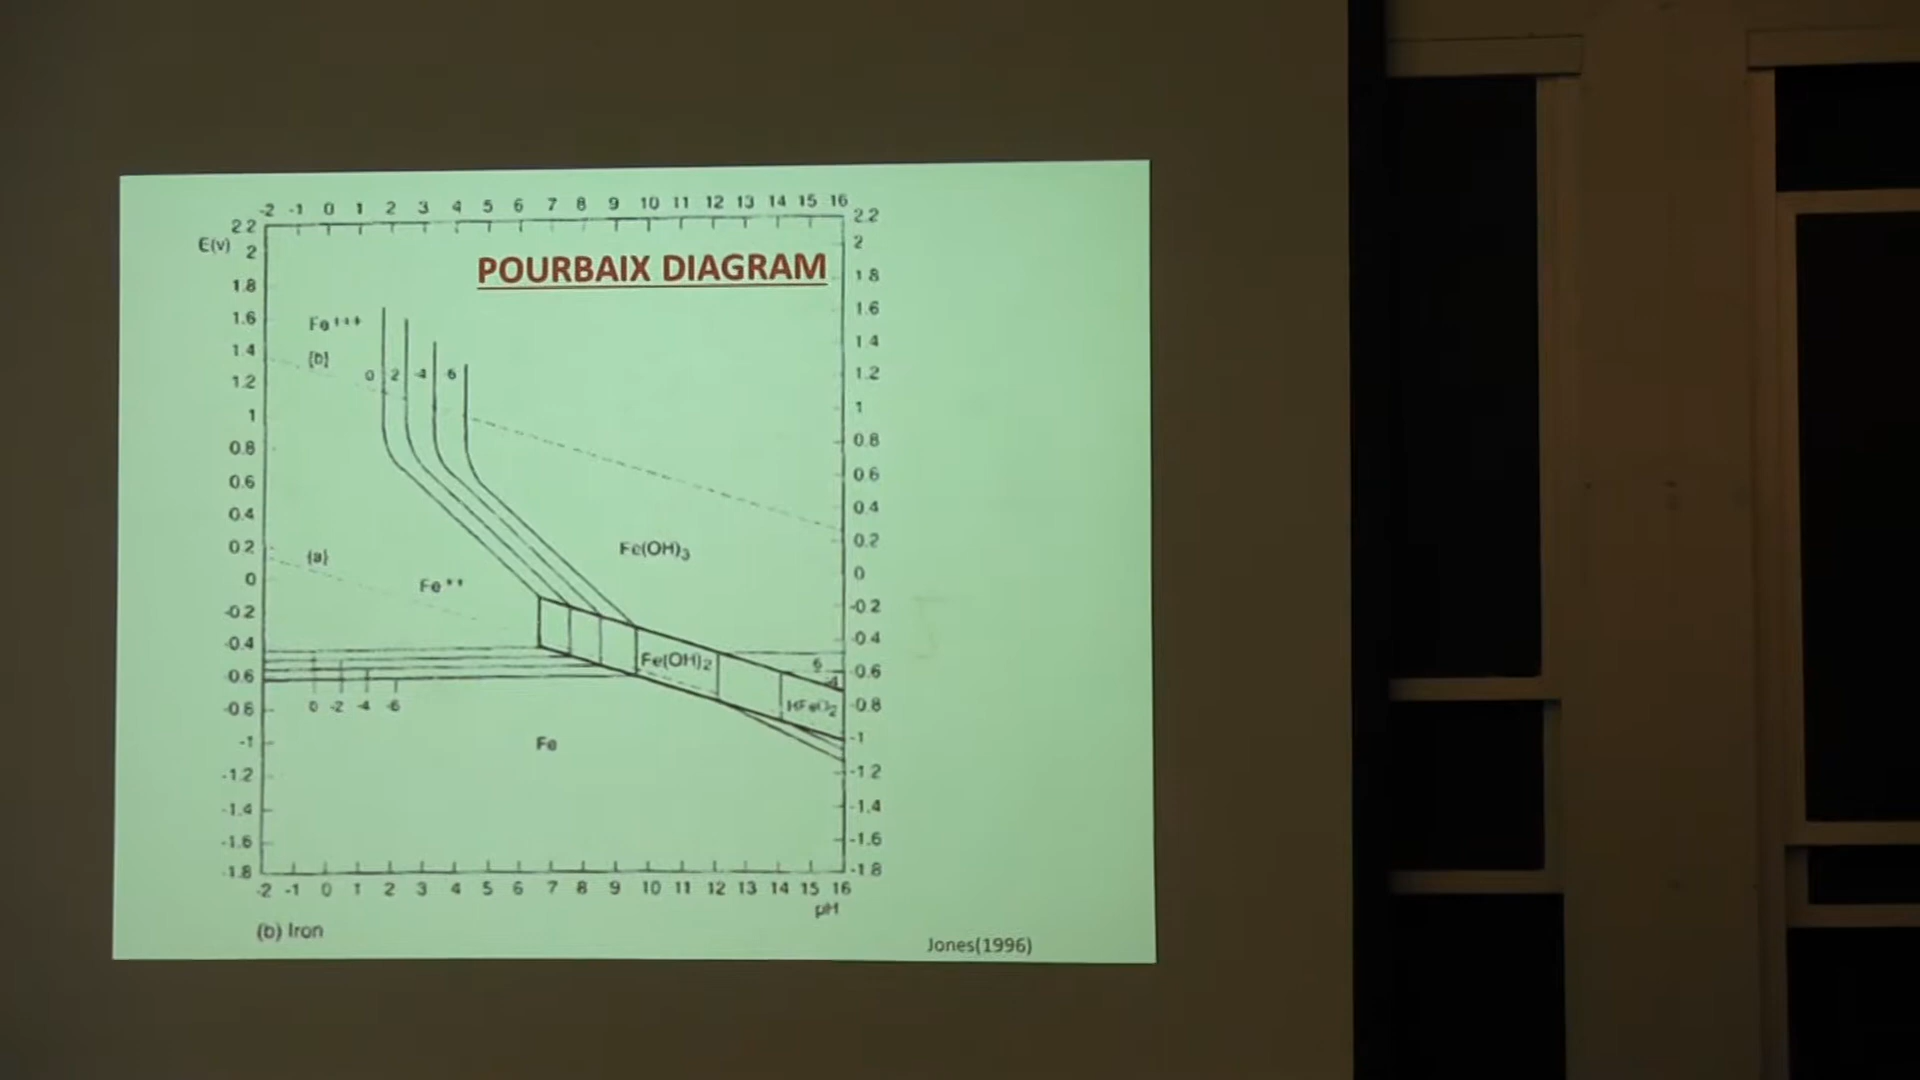 -2 -1 0 1 2 3 4 5 6 7 8 9 10 11 12 13 14 15 16
2.2 2.2
E(v) 2 2
POURBAIX DIAGRAM
1.8 1.8
1.6 1.6
Fe+++
1.4 1.4
(b)
1.2 0 2 -4 6 1.2
1 1
0.8 0.8
0.6 0.6
0.4 0.4
0.2 0.2
Fe(OH)3
(a)
0 0
Fe++
-0.2 -0.2
-0.4 -0.4
Fe(OH)2 6
-0.6 -0.6
-4
0 -2 -4 -6
-0.8 -0.8
-1 -1
Fe
-1.2 -1.2
-1.4 -1.4
-1.6 -1.6
-1.8 -1.8
-2 -1 0 1 2 3 4 5 6 7 8 9 10 11 12 13 14 15 16
pH
(b) Iron
Jones(1996)